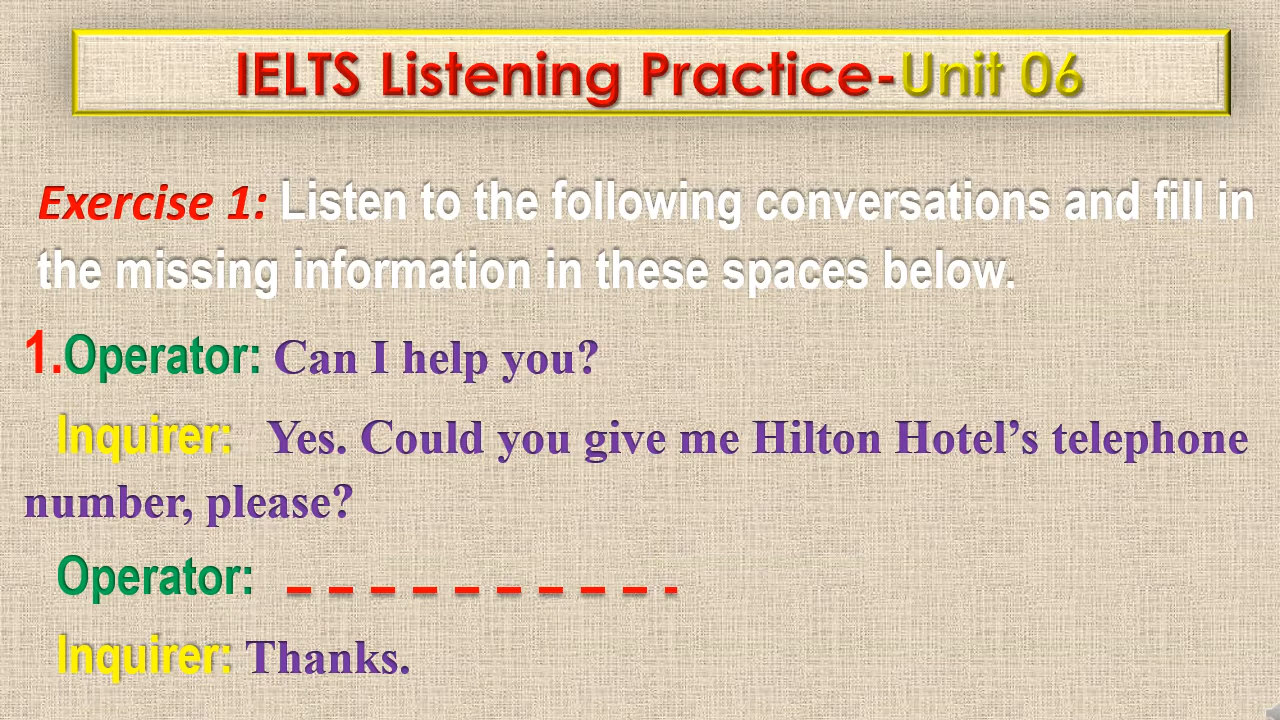 IELTS Listening Practice-Unit 06
Exercise 1: Listen to the following conversations and fill in
the missing information in these spaces below.
1.Operator: Can I help you?
Inquirer: Yes. Could you give me Hilton Hotel’s telephone
number, please?
Operator: _ _ _ _ _ _ _ _ _ _
Inquirer: Thanks.